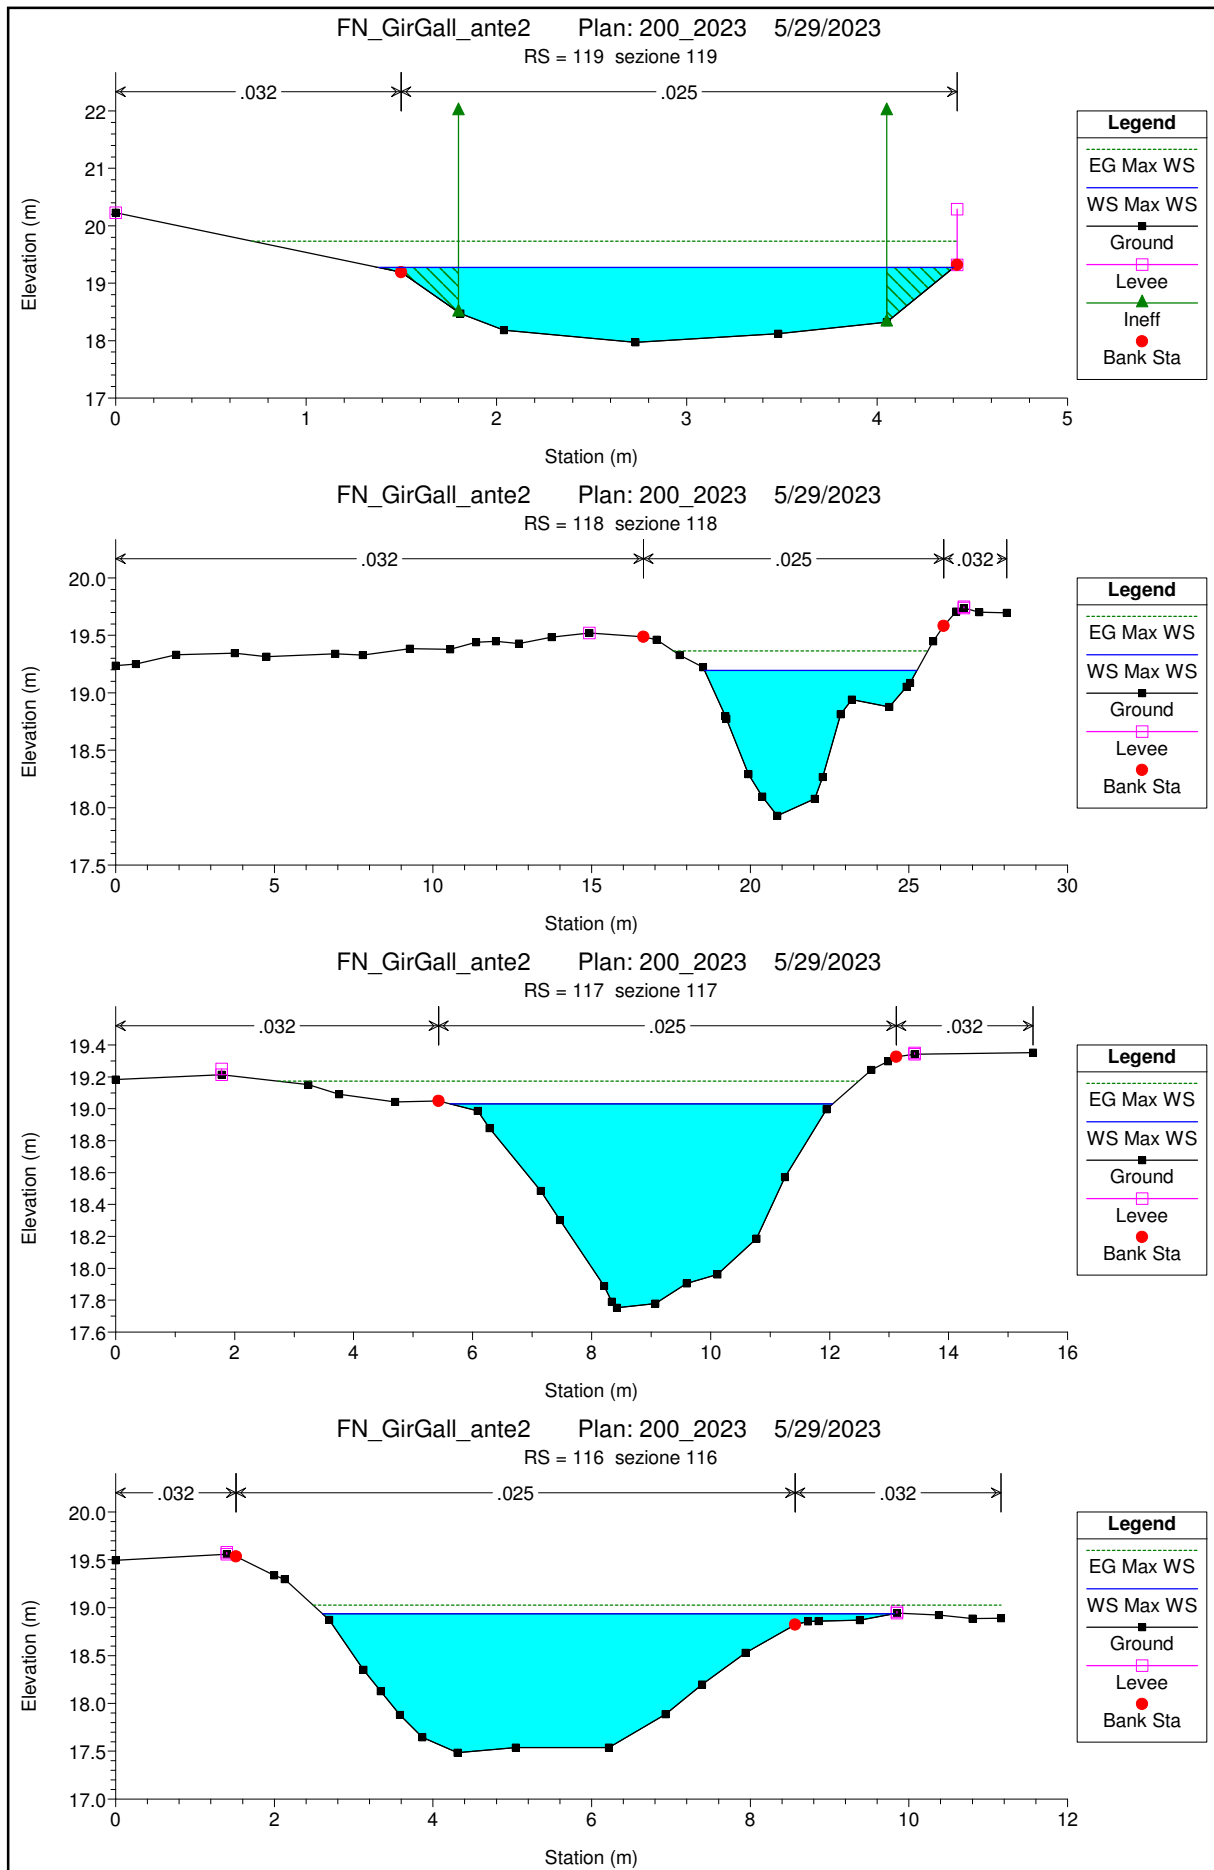 FN_GirGall_ante2 Plan: 200_2023 5/29/2023
RS = 119 sezione 119
.032 .025
22
21
20
19
18
17
Elevation (m)
0 1 2 3 4 5
Station (m)
Legend
EG Max WS
WS Max WS
Ground
Levee
Ineff
Bank Sta
FN_GirGall_ante2 Plan: 200_2023 5/29/2023
RS = 118 sezione 118
.032 .025 .032
20.0
19.5
19.0
18.5
18.0
17.5
Elevation (m)
0 5 10 15 20 25 30
Station (m)
Legend
EG Max WS
WS Max WS
Ground
Levee
Bank Sta
FN_GirGall_ante2 Plan: 200_2023 5/29/2023
RS = 117 sezione 117
.032 .025 .032
19.4
19.2
19.0
18.8
18.6
18.4
18.2
18.0
17.8
17.6
Elevation (m)
0 2 4 6 8 10 12 14 16
Station (m)
Legend
EG Max WS
WS Max WS
Ground
Levee
Bank Sta
FN_GirGall_ante2 Plan: 200_2023 5/29/2023
RS = 116 sezione 116
.032 .025 .032
20.0
19.5
19.0
18.5
18.0
17.5
17.0
Elevation (m)
0 2 4 6 8 10 12
Station (m)
Legend
EG Max WS
WS Max WS
Ground
Levee
Bank Sta